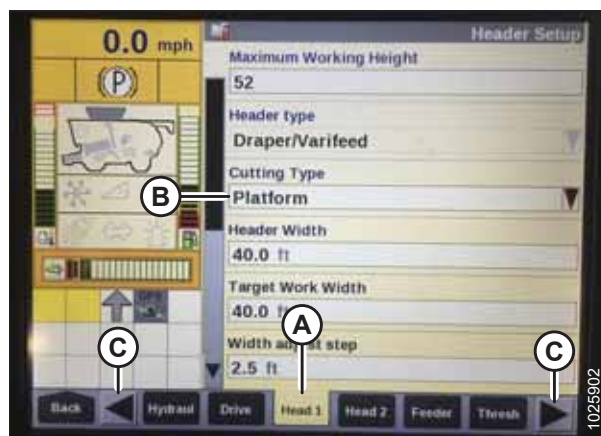 0.0 mph
Header Setup
Maximum Working Height
52
(P)
Header type
Draper/Varifeed
Cutting Type
B
Platform
Header Width
40.0 ft
Target Work Width
40.0 ft
A
Width adjust step
C
C
2.5 ft
Back
Hydraul
Drive
Head 1
Head 2
Feeder
Thresh
1025902